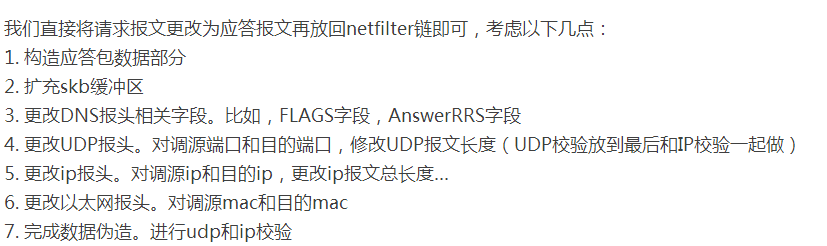 我们直接将请求报文更改为应答报文再放回netfilter链即可，考虑以下几点：
1. 构造应答包数据部分
2. 扩充skb缓冲区
3. 更改DNS报头相关字段。比如，FLAGS字段，AnswerRRS字段
4. 更改UDP报头。对调源端口和目的端口，修改UDP报文长度（UDP校验放到最后和IP校验一起做）
5. 更改ip报头。对调源ip和目的ip，更改ip报文总长度...
6. 更改以太网报头。对调源mac和目的mac
7. 完成数据伪造。进行udp和ip校验